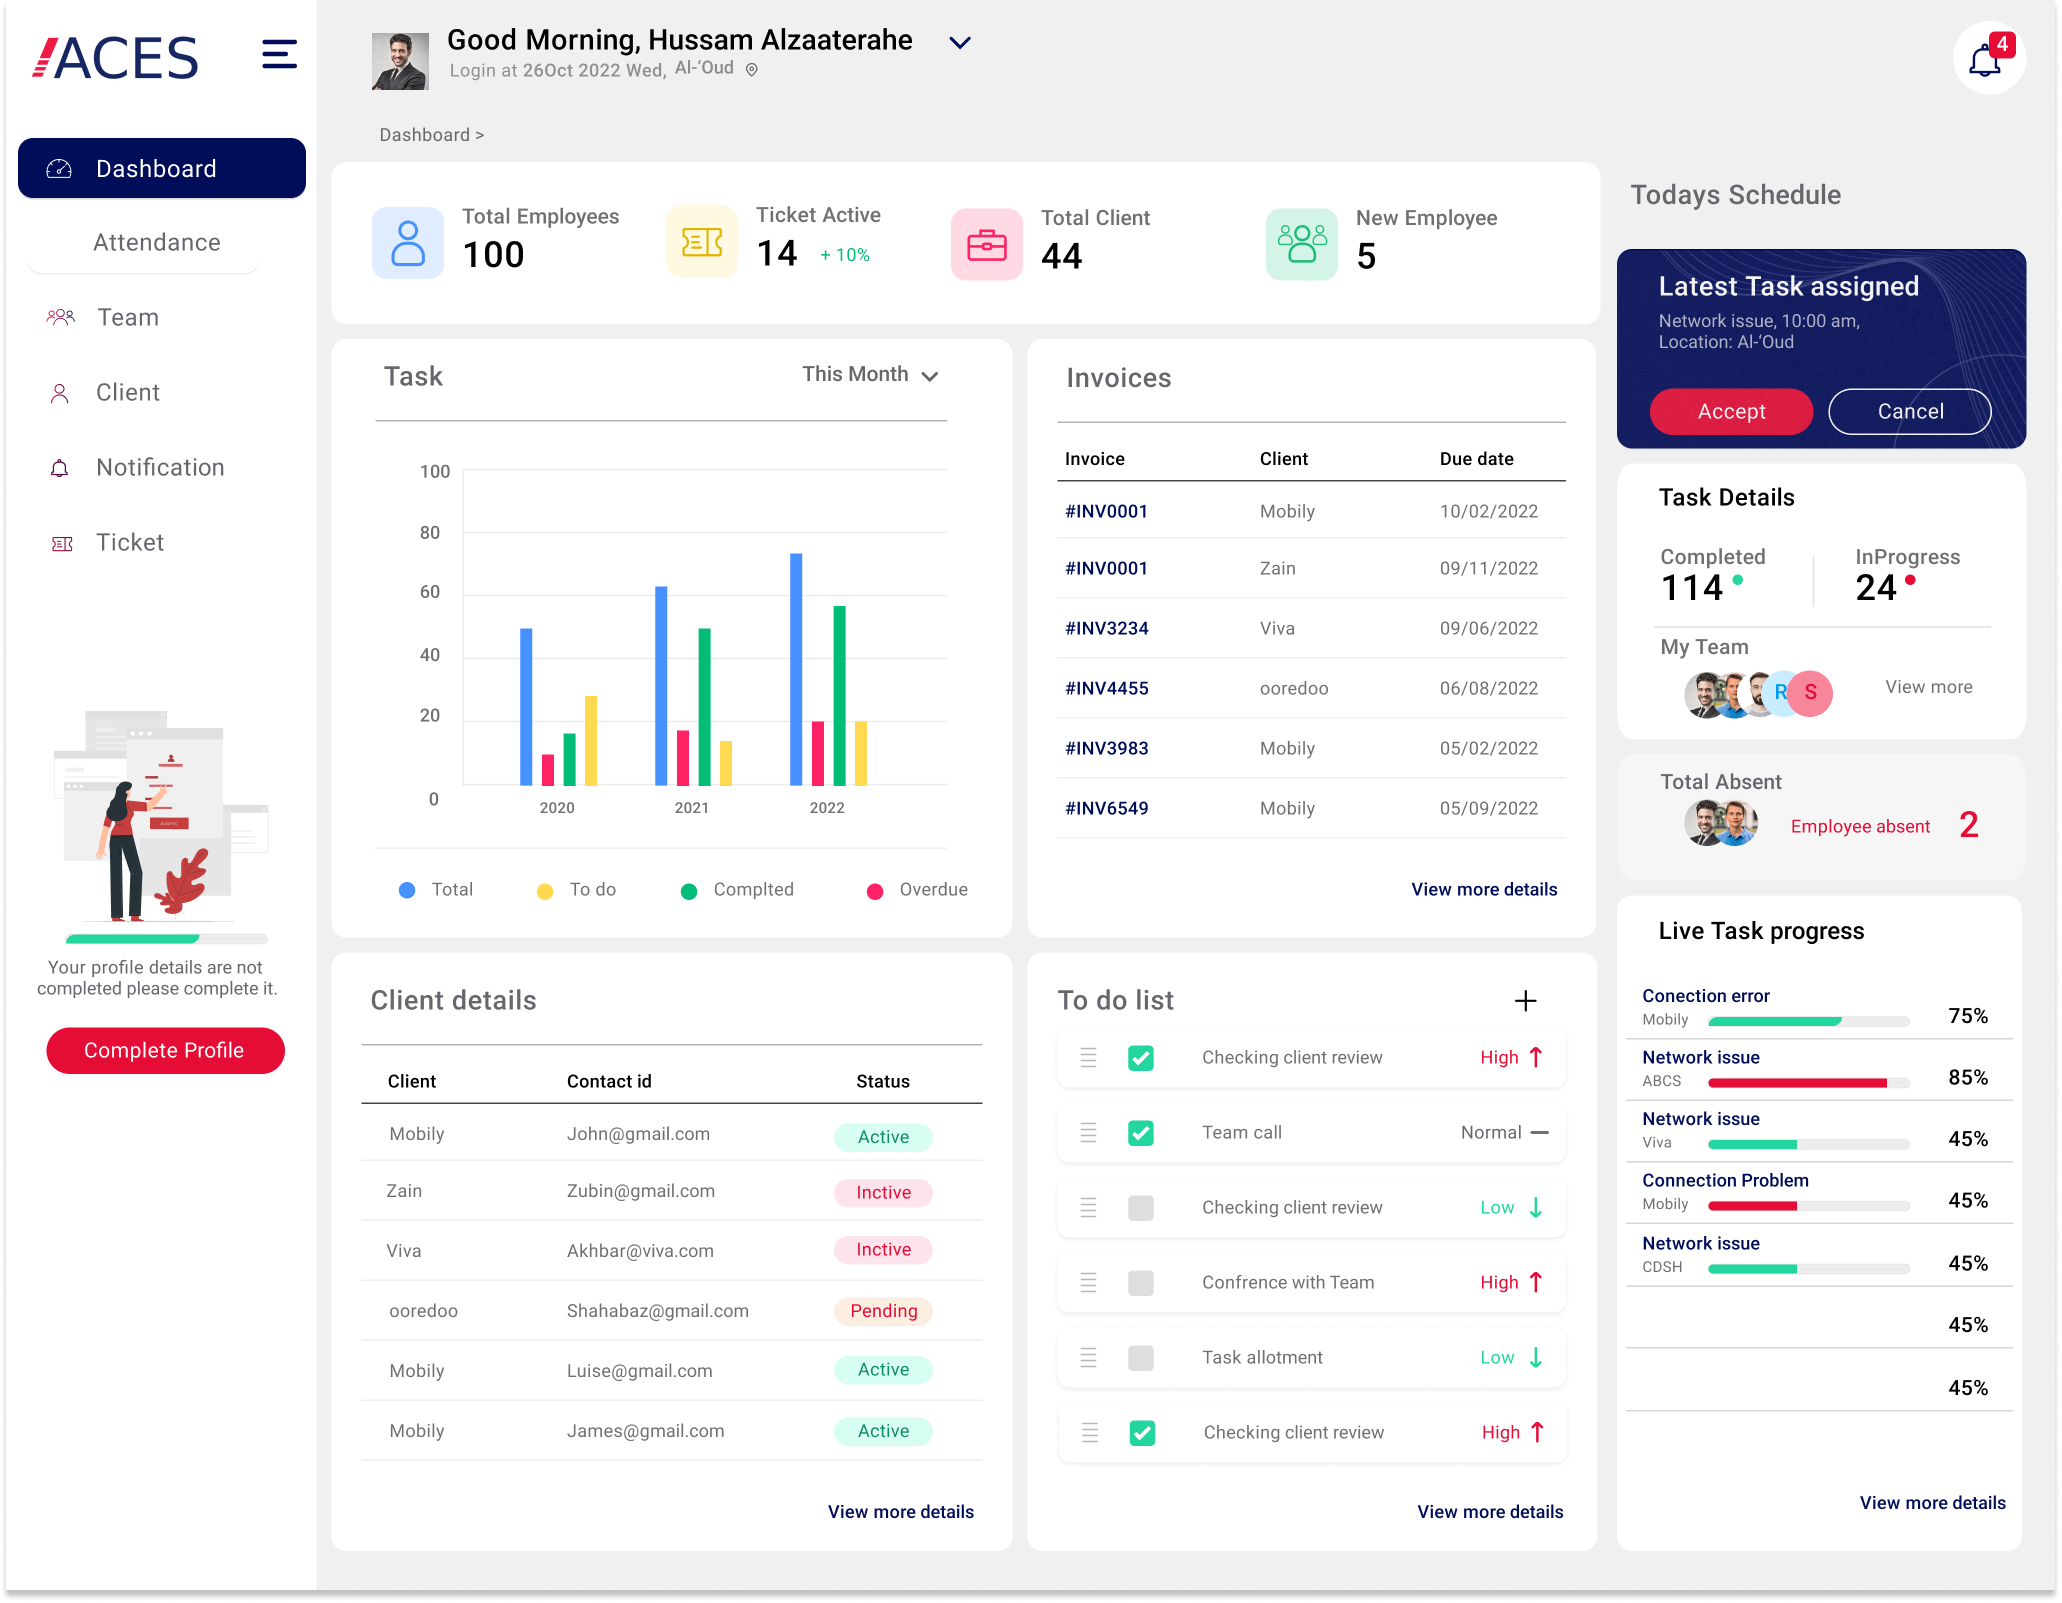 ACES
Good Morning, Hussam Alzaaterahe
Login at 26Oct 2022 Wed, Al-‘Oud
4
Dashboard >
Dashboard
Attendance
Team
Client
Notification
Ticket
Submit
Your profile details are not
completed please complete it.
Complete Profile
Total Employees
100
Ticket Active
14 + 10%
Total Client
44
New Employee
5
Task
This Month
100
80
60
40
20
0
2020 2021 2022
Total To do Complted Overdue
Invoices
Invoice Client Due date
#INV0001 Mobily 10/02/2022
#INV0001 Zain 09/11/2022
#INV3234 Viva 09/06/2022
#INV4455 ooredoo 06/08/2022
#INV3983 Mobily 05/02/2022
#INV6549 Mobily 05/09/2022
View more details
Client details
Client Contact id Status
Mobily John@gmail.com Active
Zain Zubin@gmail.com Inctive
Viva Akhbar@viva.com Inctive
ooredoo Shahabaz@gmail.com Pending
Mobily Luise@gmail.com Active
Mobily James@gmail.com Active
View more details
To do list
Checking client review High
Team call Normal
Checking client review Low
Confrence with Team High
Task allotment Low
Checking client review High
View more details
Todays Schedule
Latest Task assigned
Network issue, 10:00 am,
Location: Al-‘Oud
Accept Cancel
Task Details
Completed InProgress
114 24
My Team
R S View more
Total Absent
Employee absent 2
Live Task progress
Conection error
Mobily 75%
Network issue
ABCS 85%
Network issue
Viva 45%
Connection Problem
Mobily 45%
Network issue
CDSH 45%
45%
45%
View more details